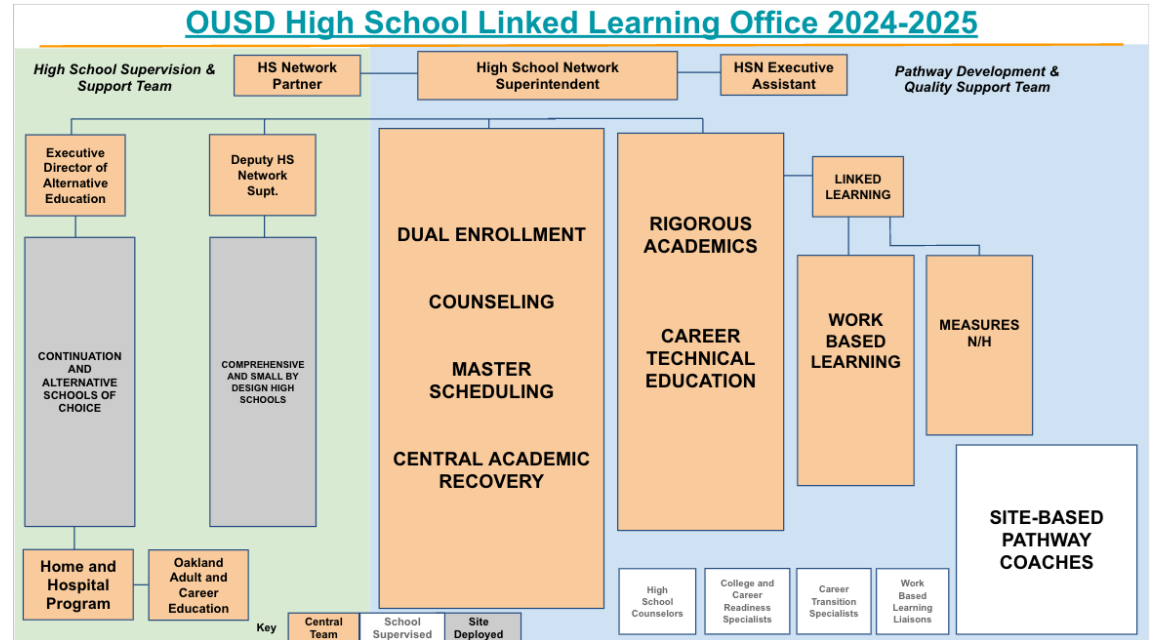 OUSD High School Linked Learning Office 2024-2025
High School Supervision &
Support Team
HS Network
Partner
High School Network
Superintendent
HSN Executive
Assistant
Pathway Development &
Quality Support Team
Executive
Director of
Alternative
Education
Deputy HS
Network
Supt.
DUAL ENROLLMENT
COUNSELING
MASTER
SCHEDULING
CENTRAL ACADEMIC
RECOVERY
RIGOROUS
ACADEMICS
CAREER
TECHNICAL
EDUCATION
LINKED
LEARNING
WORK
BASED
LEARNING
MEASURES
N/H
CONTINUATION
AND
ALTERNATIVE
SCHOOLS OF
CHOICE
COMPREHENSIVE
AND SMALL BY
DESIGN HIGH
SCHOOLS
SITE-BASED
PATHWAY
COACHES
Home and
Hospital
Program
Oakland
Adult and
Career
Education
High
School
Counselors
College and
Career
Readiness
Specialists
Career
Transition
Specialists
Work
Based
Learning
Liaisons
Key
Central
Team
School
Supervised
Site
Deployed